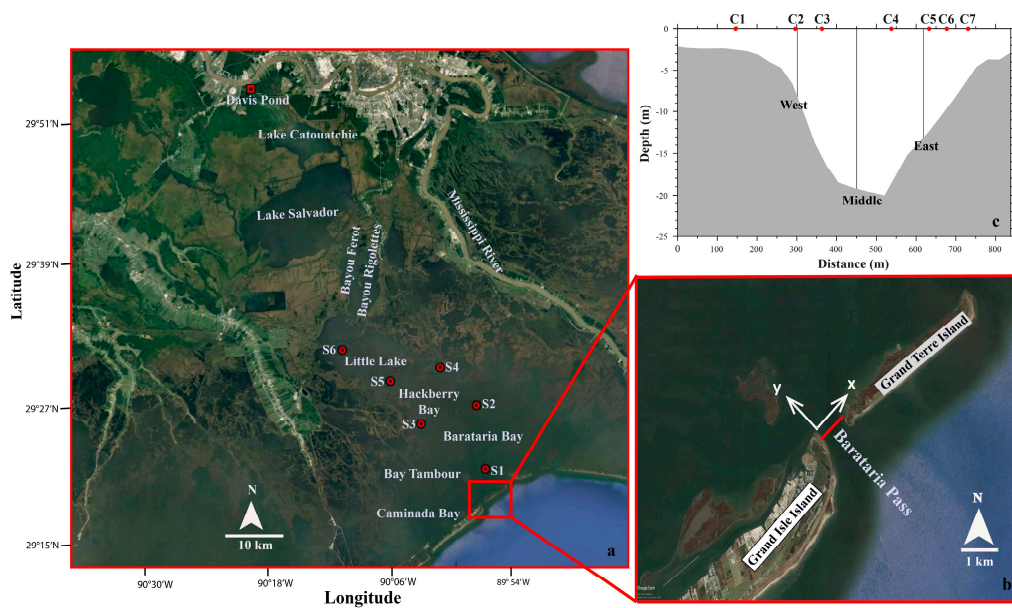 Davis Pond
29°51'N
Lake Catouatchie
Lake Salvador
Mississippi River
Bayou Ferot
Bayou Rigolettes
29°39'N
Latitude
S6
Little Lake
S4
S5
Hackberry
Bay
S2
29°27'N
S3
Barataria Bay
Bay Tambour
S1
N
Caminada Bay
10 km
29°15'N
a
90°30'W
90°18'W
90°06'W
89°54'W
Longitude
C1 C2 C3 C4 C5 C6 C7
0
-5
-10
-15
-20
-25
Depth (m)
West
East
Middle
c
0 100 200 300 400 500 600 700 800
Distance (m)
Grand Terre Island
y
x
Barataria Pass
Grand Isle Island
N
1 km
Google Earth
b